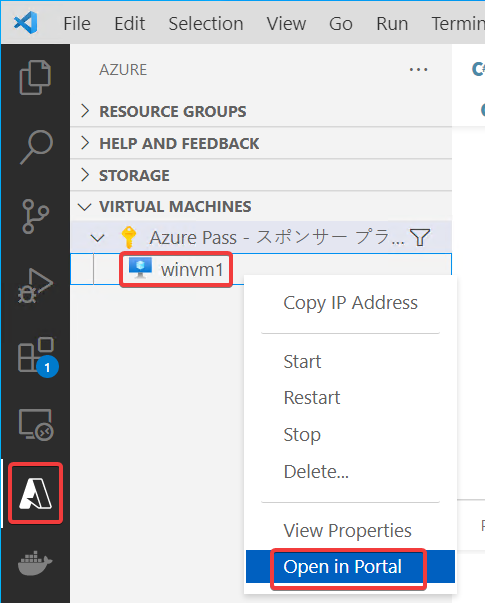 File Edit Selection View Go Run Termin
AZURE
RESOURCE GROUPS
HELP AND FEEDBACK
STORAGE
VIRTUAL MACHINES
Azure Pass - スポンサー プラ...
winvm1
Copy IP Address
Start
Restart
Stop
Delete...
View Properties
Open in Portal
1